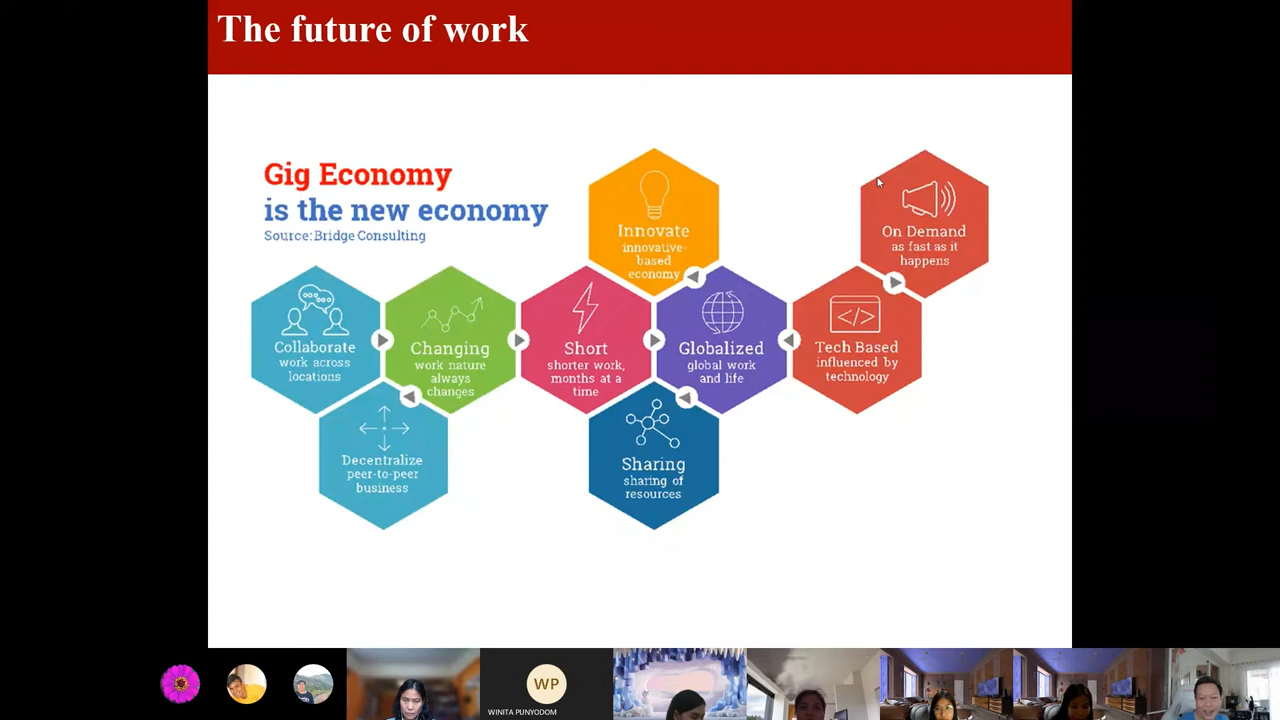 The future of work
Gig Economy
is the new economy
Source: Bridge Consulting
Innovate
innovative-
based
economy
On Demand
as fast as it
happens
Collaborate
work across
locations
Changing
work nature
always
changes
Short
shorter work,
months at a
time
Globalized
global work
and life
Tech Based
influenced by
technology
Decentralize
peer-to-peer
business
Sharing
sharing of
resources
WP
WINITA PUNYODOM